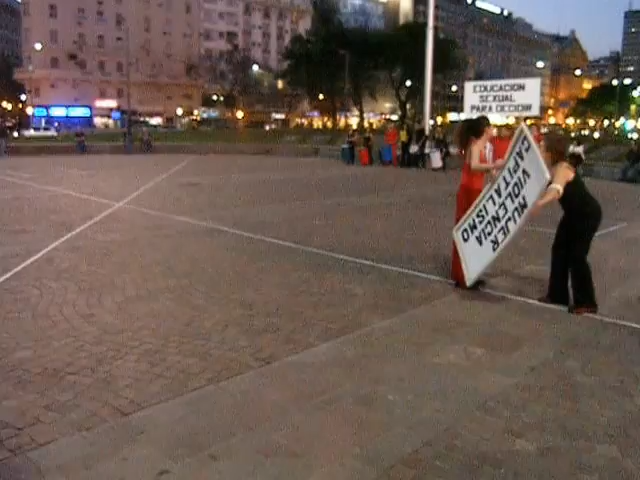 EDUCACION
SEXUAL
PARA DECIDIR
MUJER
VIOLENCIA
CAPITALISMO